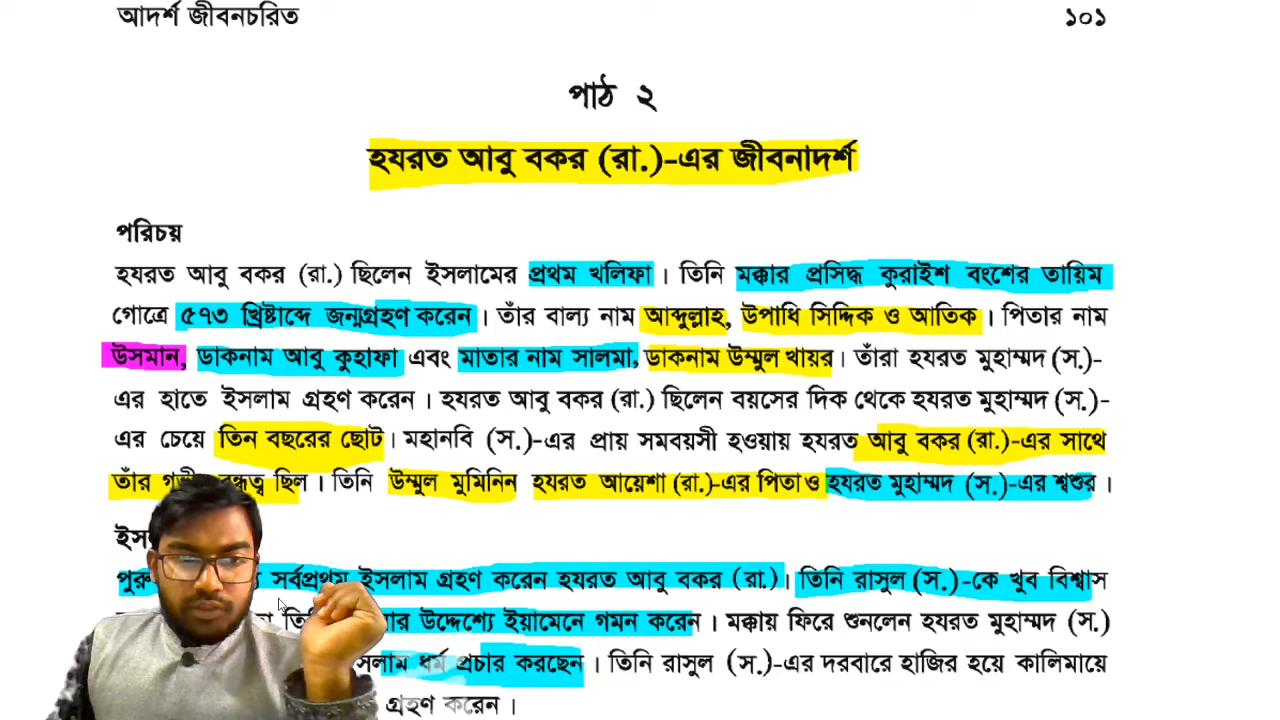 আদর্শ জীবনচরিত ১০১
পাঠ ২
হযরত আবু বকর (রা.)-এর জীবনাদর্শ
পরিচয়
হযরত আবু বকর (রা.) ছিলেন ইসলামের প্রথম খলিফা। তিনি মক্কার প্রসিদ্ধ কুরাইশ বংশের তায়িম
গোত্রে ৫৭৩ খ্রিষ্টাব্দে জন্মগ্রহণ করেন। তাঁর বাল্য নাম আব্দুল্লাহ, উপাধি সিদ্দিক ও আতিক। পিতার নাম
উসমান, ডাকনাম আবু কুহাফা এবং মাতার নাম সালমা, ডাকনাম উম্মুল খায়র। তাঁরা হযরত মুহাম্মদ (স.)-
এর হাতে ইসলাম গ্রহণ করেন। হযরত আবু বকর (রা.) ছিলেন বয়সের দিক থেকে হযরত মুহাম্মদ (স.)-
এর চেয়ে তিন বছরের ছোট। মহানবি (স.)-এর প্রায় সমবয়সী হওয়ায় হযরত আবু বকর (রা.)-এর সাথে
তাঁর বন্ধুত্ব ছিল। তিনি উম্মুল মুমিনিন হযরত আয়েশা (রা.)-এর পিতা ও হযরত মুহাম্মদ (স.)-এর শ্বশুর।
সর্বপ্রথম ইসলাম গ্রহণ করেন হযরত আবু বকর (রা.)। তিনি রাসুল (স.)-কে খুব বিশ্বাস
উদ্দেশ্যে ইয়ামেনে গমন করেন। মক্কায় ফিরে শুনলেন হযরত মুহাম্মদ (স.)
ধর্ম প্রচার করছেন। তিনি রাসুল (স.)-এর দরবারে হাজির হয়ে কালিমায়ে
গ্রহণ করেন।